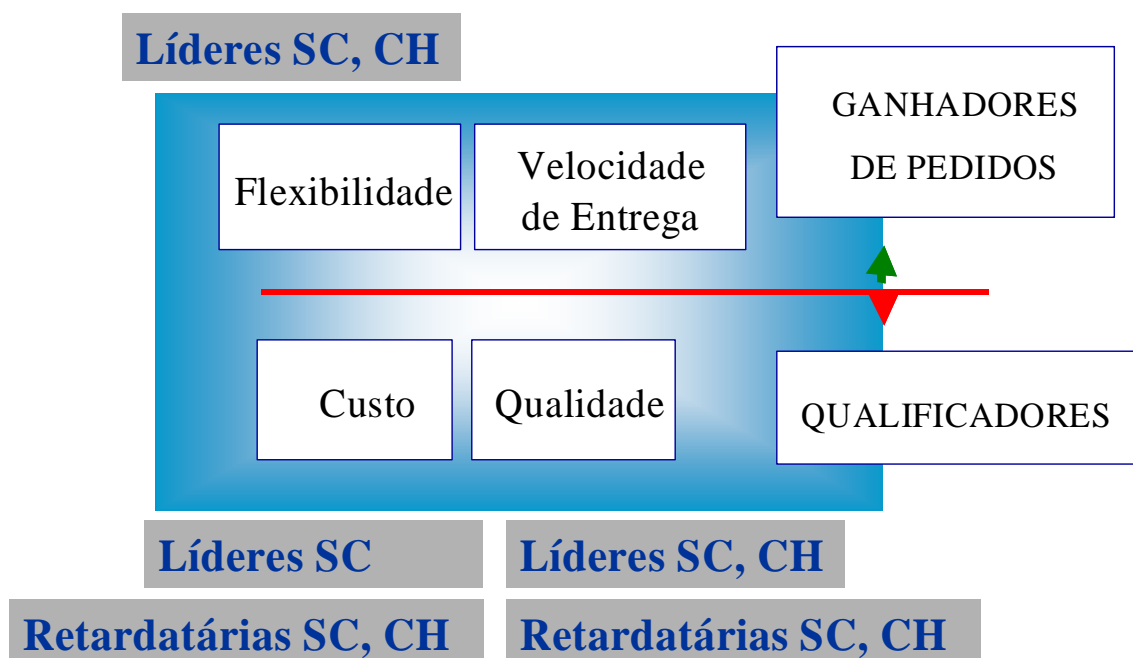 Líderes SC, CH
GANHADORES
DE PEDIDOS
Flexibilidade
Velocidade
de Entrega
Custo
Qualidade
QUALIFICADORES
Líderes SC
Líderes SC, CH
Retardatárias SC, CH
Retardatárias SC, CH